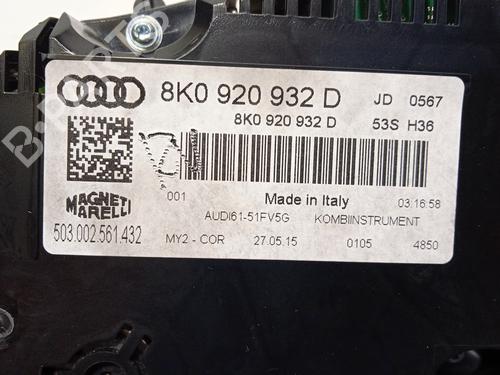 8K0 920 932 D JD 0567
8K0 920 932 D 53S H36
001 Made in Italy 03:16:58
MAGNETI MARELLI AUDI61-51FV5G KOMBIINSTRUMENT
503.002.561.432 MY2 - COR 27.05.15 0105 4850